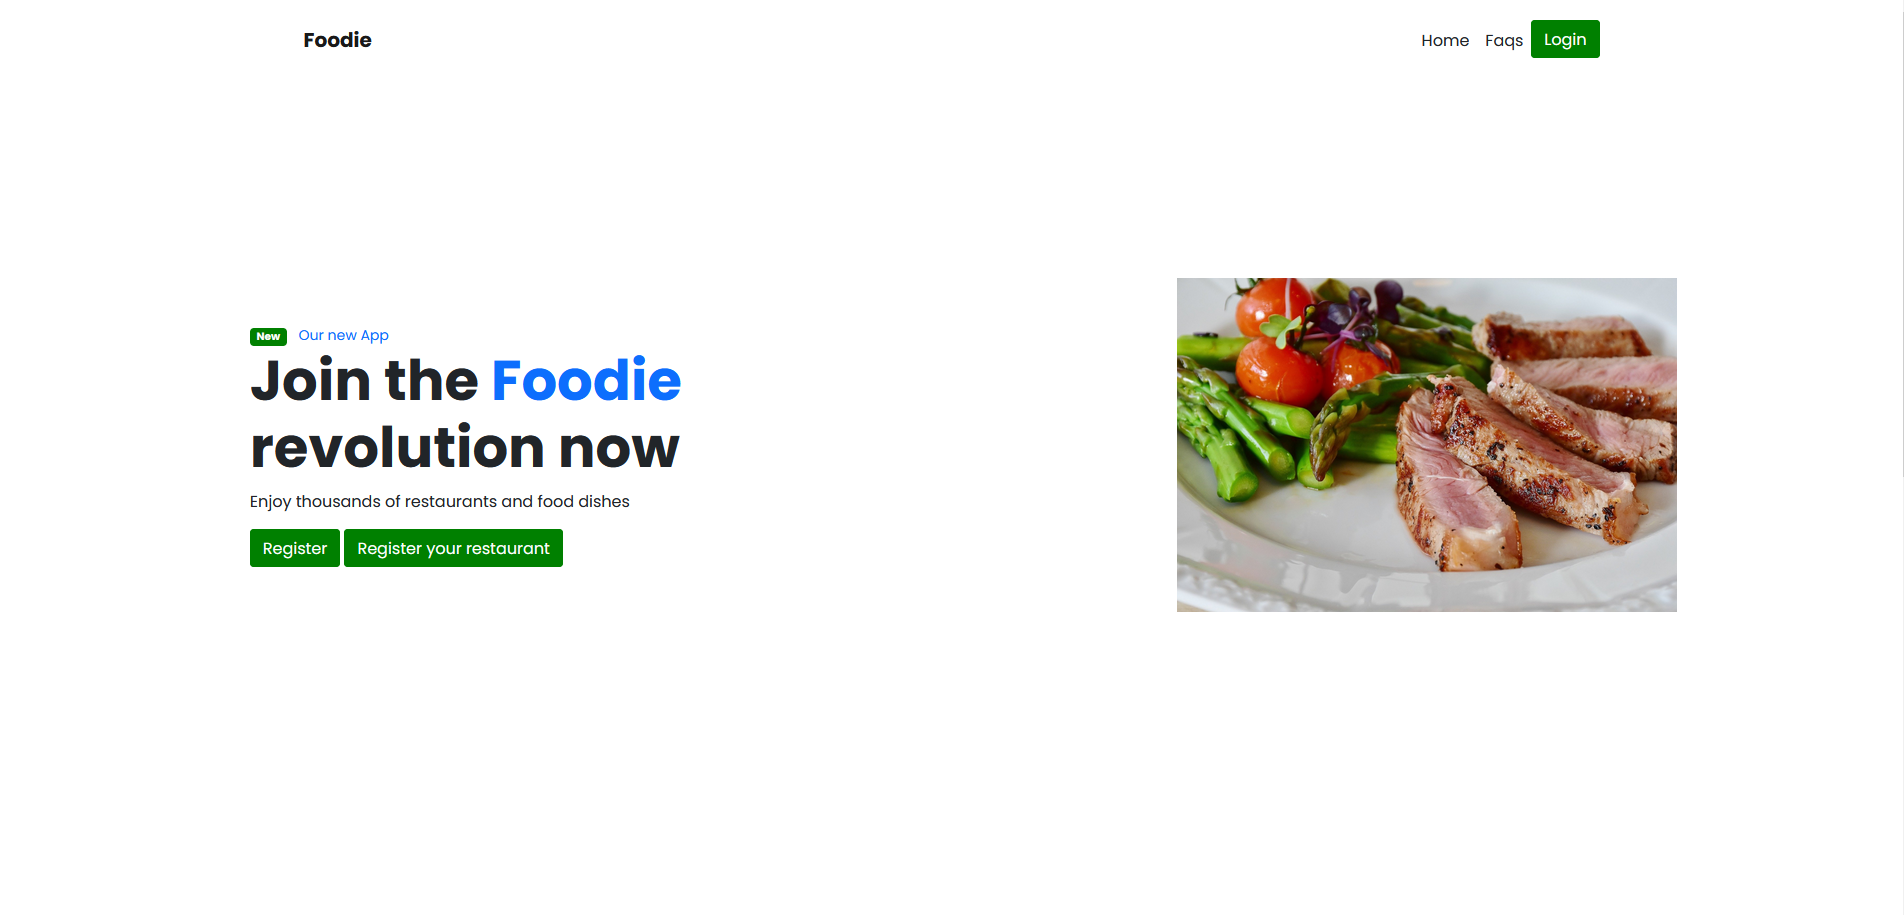 Foodie
Home Faqs Login
New Our new App
Join the Foodie
revolution now
Enjoy thousands of restaurants and food dishes
Register Register your restaurant